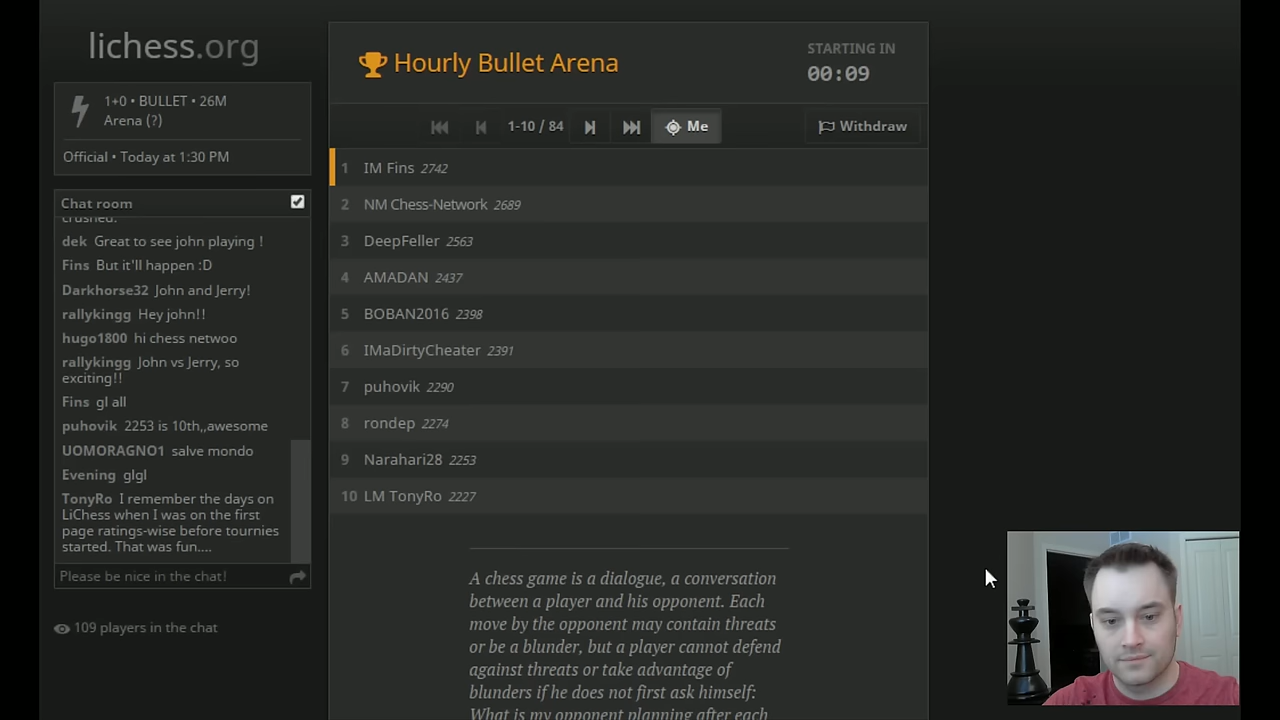 lichess.org
1+0 • BULLET • 26M
Arena (?)
Official • Today at 1:30 PM
Chat room
crushed.
dek Great to see john playing !
Fins But it'll happen :D
Darkhorse32 John and Jerry!
rallykingg Hey john!!
hugo1800 hi chess netwoo
rallykingg John vs Jerry, so
exciting!!
Fins gl all
puhovik 2253 is 10th,,awesome
UOMORAGNO1 salve mondo
Evening glgl
TonyRo I remember the days on
LiChess when I was on the first
page ratings-wise before tournies
started. That was fun....
Please be nice in the chat!
109 players in the chat
Hourly Bullet Arena
STARTING IN
00:09
1-10 / 84
Me
Withdraw
1 IM Fins 2742
2 NM Chess-Network 2689
3 DeepFeller 2563
4 AMADAN 2437
5 BOBAN2016 2398
6 IMaDirtyCheater 2391
7 puhovik 2290
8 rondep 2274
9 Narahari28 2253
10 LM TonyRo 2227
A chess game is a dialogue, a conversation
between a player and his opponent. Each
move by the opponent may contain threats
or be a blunder, but a player cannot defend
against threats or take advantage of
blunders if he does not first ask himself:
What is my opponent planning after each